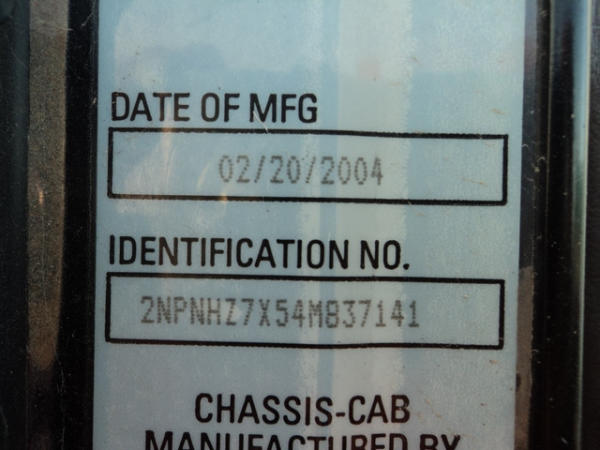 DATE OF MFG
02/20/2004
IDENTIFICATION NO.
2NPNHZ7X54M837141
CHASSIS-CAB
MANUFACTURED BY